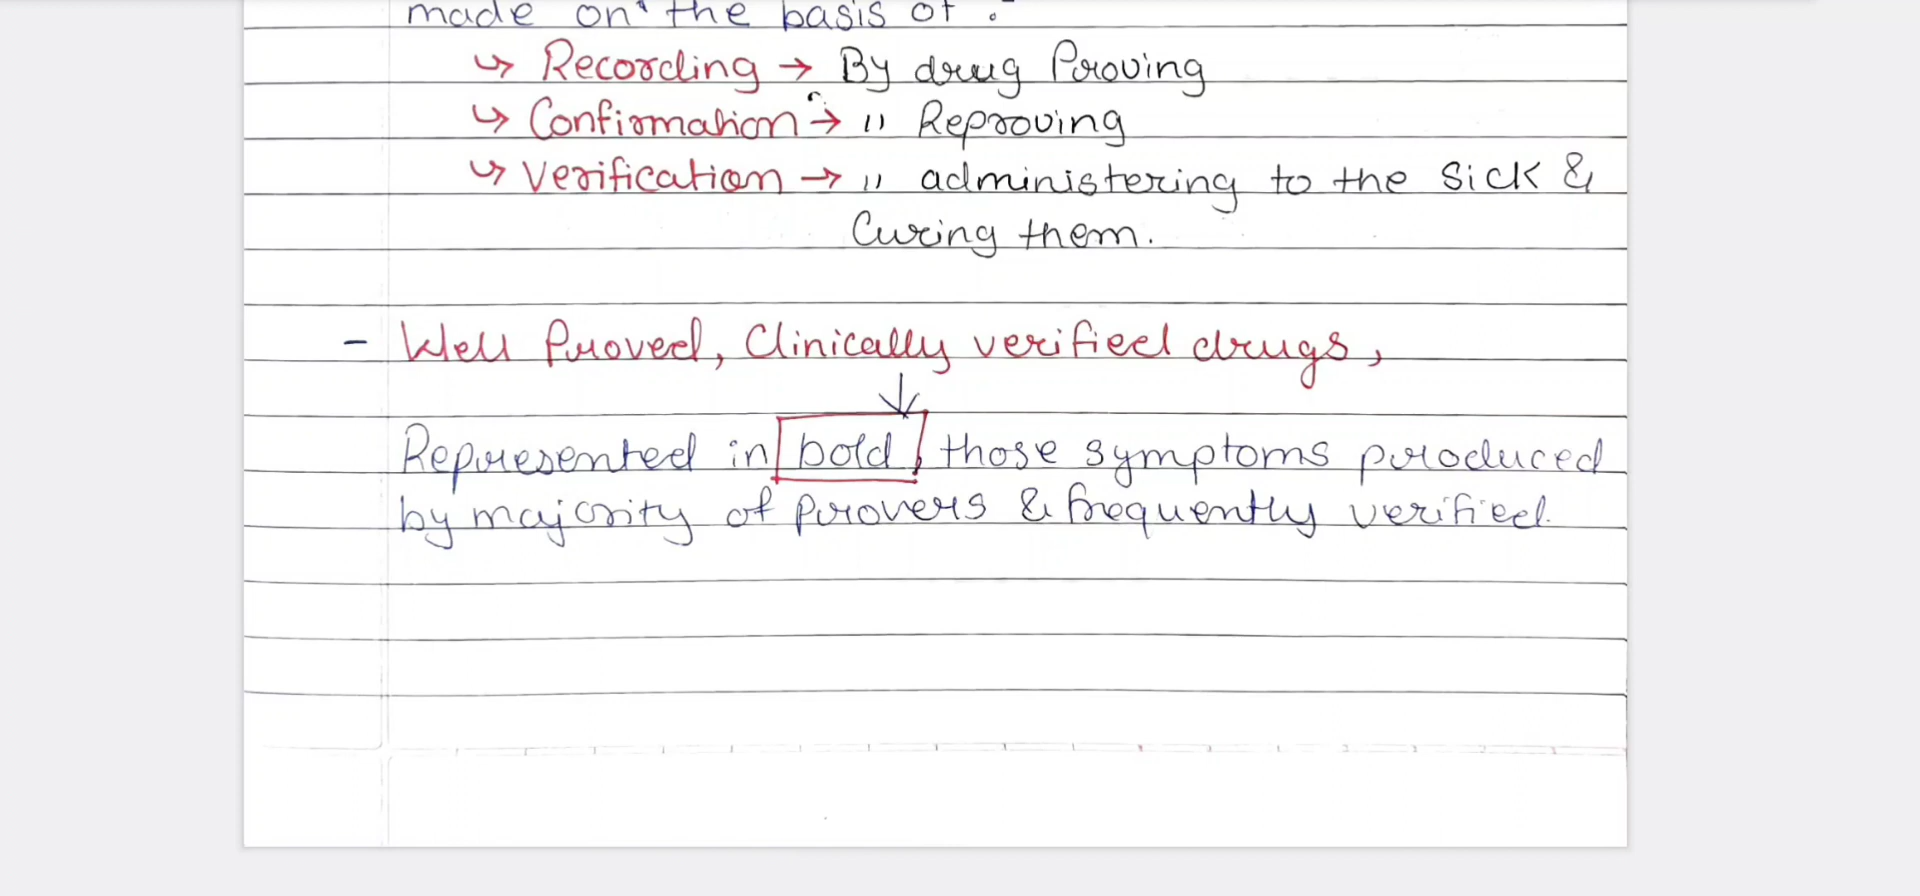 made on the basis of :
↳ Recording → By drug Proving
↳ Confirmation → " Reproving
↳ Verification → " administering to the sick &
Curing them.
- Well Proved, Clinically verified drugs,
↓
Represented in bold, those symptoms produced
by majority of provers & frequently verified.